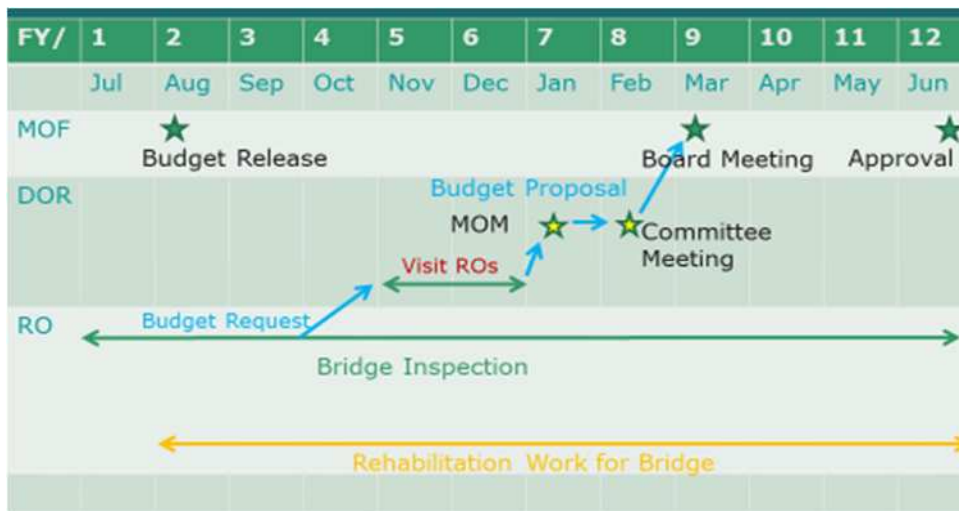 FY/ 1 2 3 4 5 6 7 8 9 10 11 12
Jul Aug Sep Oct Nov Dec Jan Feb Mar Apr May Jun
MOF
Budget Release Board Meeting Approval
DOR Budget Proposal
MOM Committee
Meeting
Visit ROs
RO Budget Request
Bridge Inspection
Rehabilitation Work for Bridge